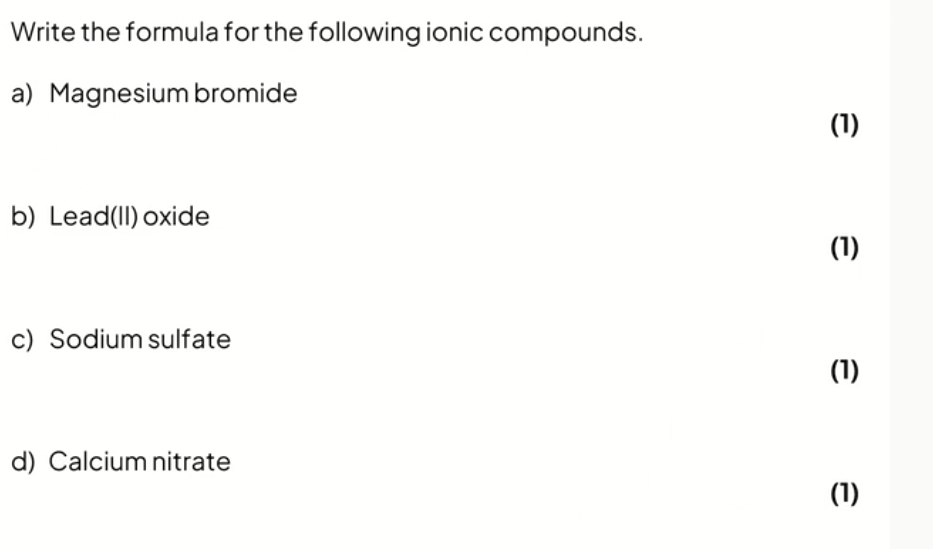 Write the formula for the following ionic compounds.
a) Magnesium bromide
(1)
b) Lead(II) oxide
(1)
c) Sodium sulfate
(1)
d) Calcium nitrate
(1)